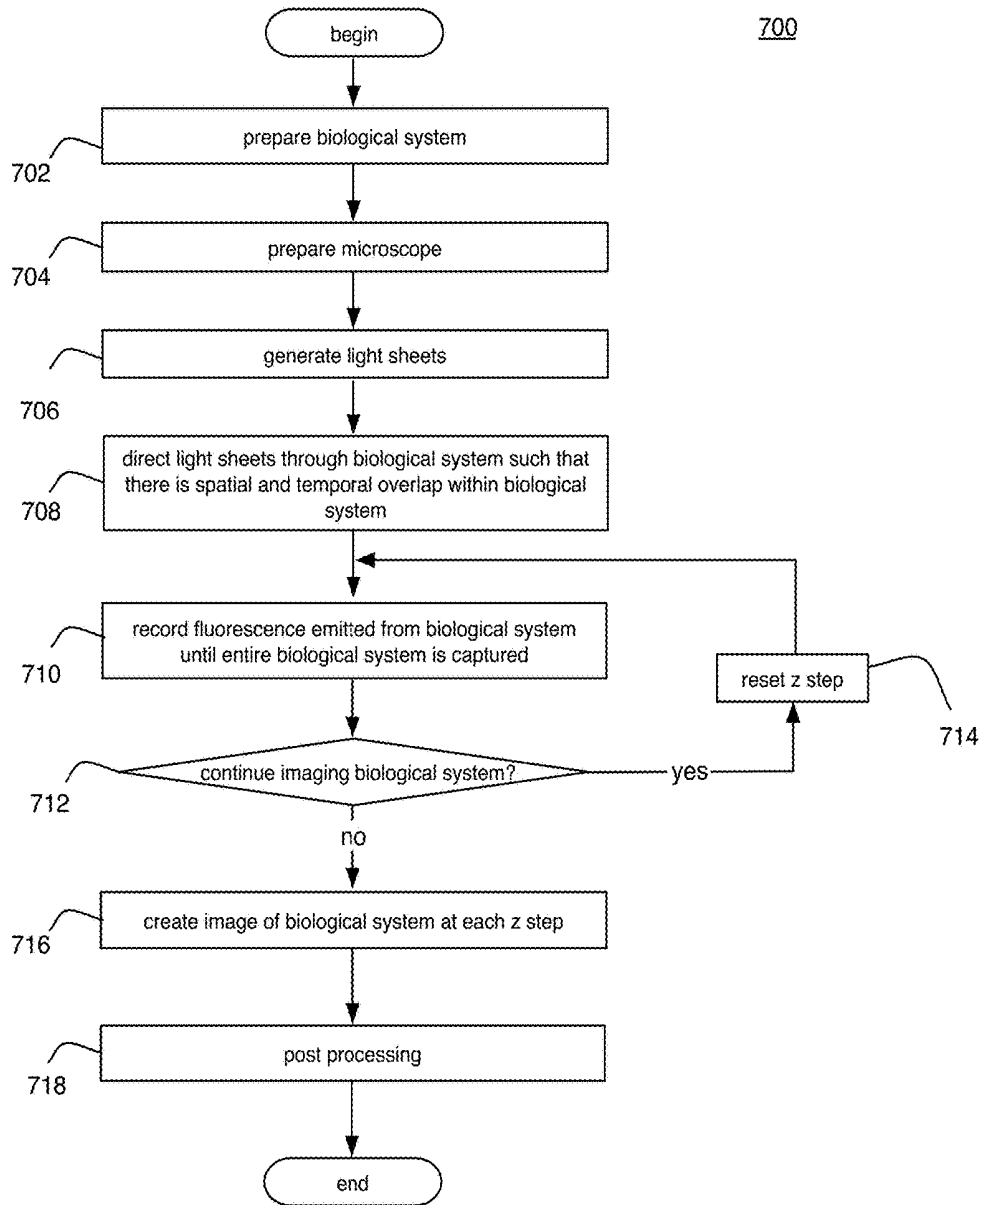 begin
700
prepare biological system
702
prepare microscope
704
generate light sheets
706
direct light sheets through biological system such that
there is spatial and temporal overlap within biological
system
708
record fluorescence emitted from biological system
until entire biological system is captured
710
reset z step
714
continue imaging biological system?
yes
712
no
create image of biological system at each z step
716
post processing
718
end